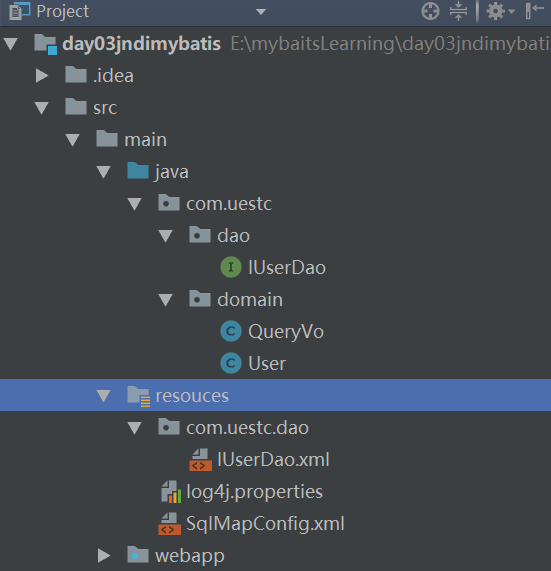 Project
day03jndimybatis E:\mybaitsLearning\day03jndimybati
.idea
src
main
java
com.uestc
dao
I IUserDao
domain
C QueryVo
C User
resouces
com.uestc.dao
IUserDao.xml
log4j.properties
SqlMapConfig.xml
webapp